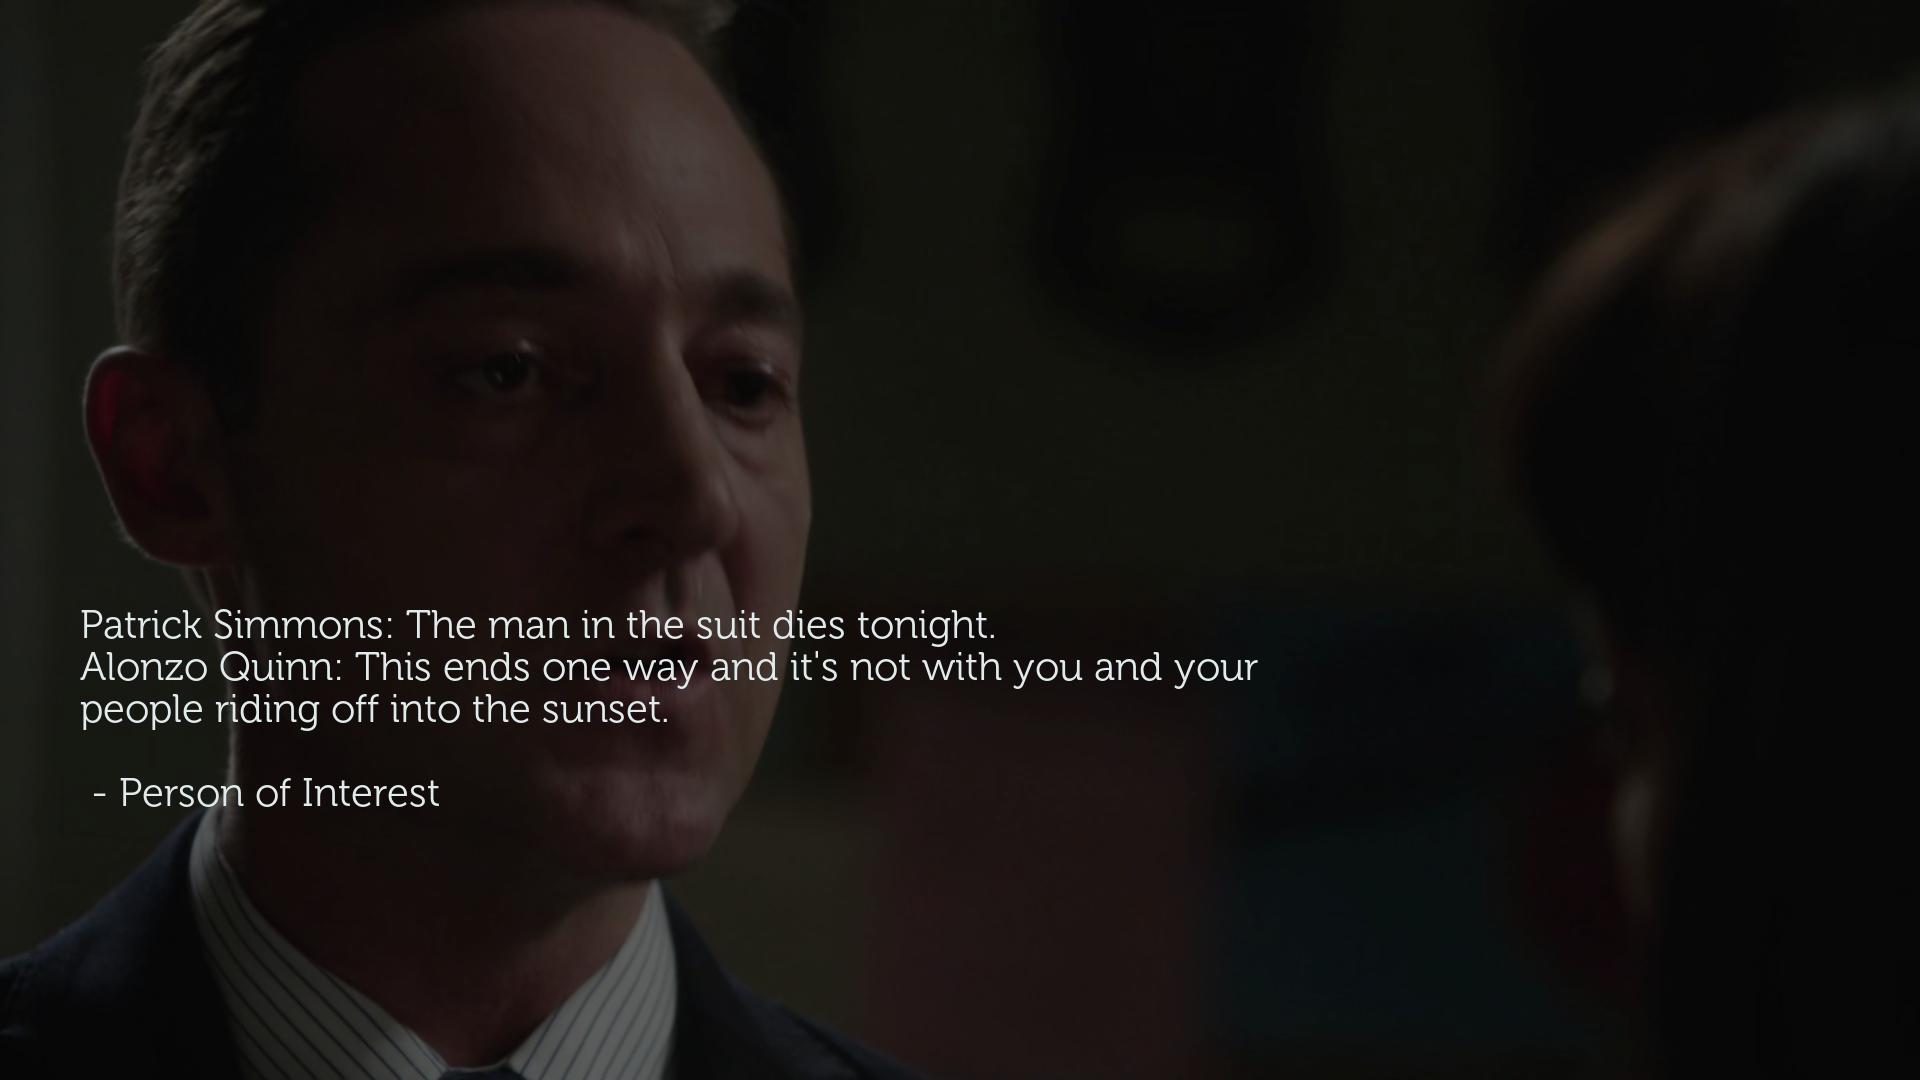 Patrick Simmons: The man in the suit dies tonight.
Alonzo Quinn: This ends one way and it's not with you and your
people riding off into the sunset.
- Person of Interest